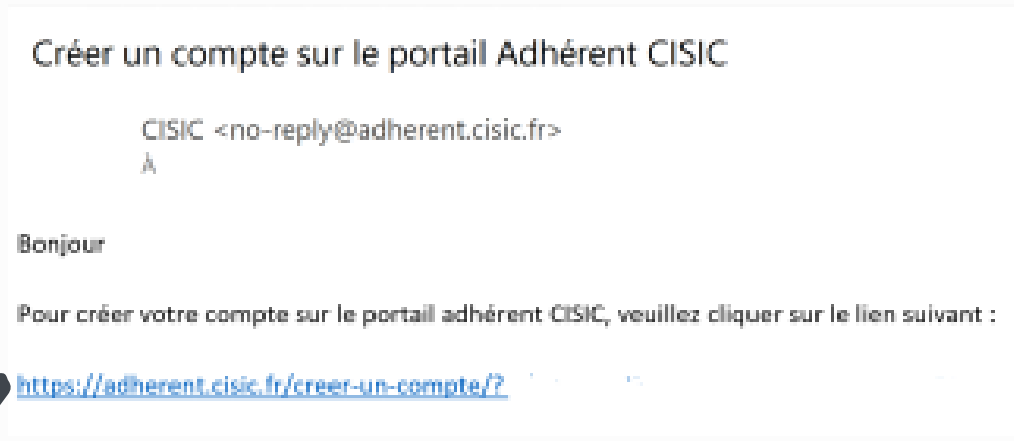 Créer un compte sur le portail Adhérent CISIC
CISIC <no-reply@adherent.cisic.fr>
À
Bonjour
Pour créer votre compte sur le portail adhérent CISIC, veuillez cliquer sur le lien suivant :
https://adherent.cisic.fr/creer-un-compte/?